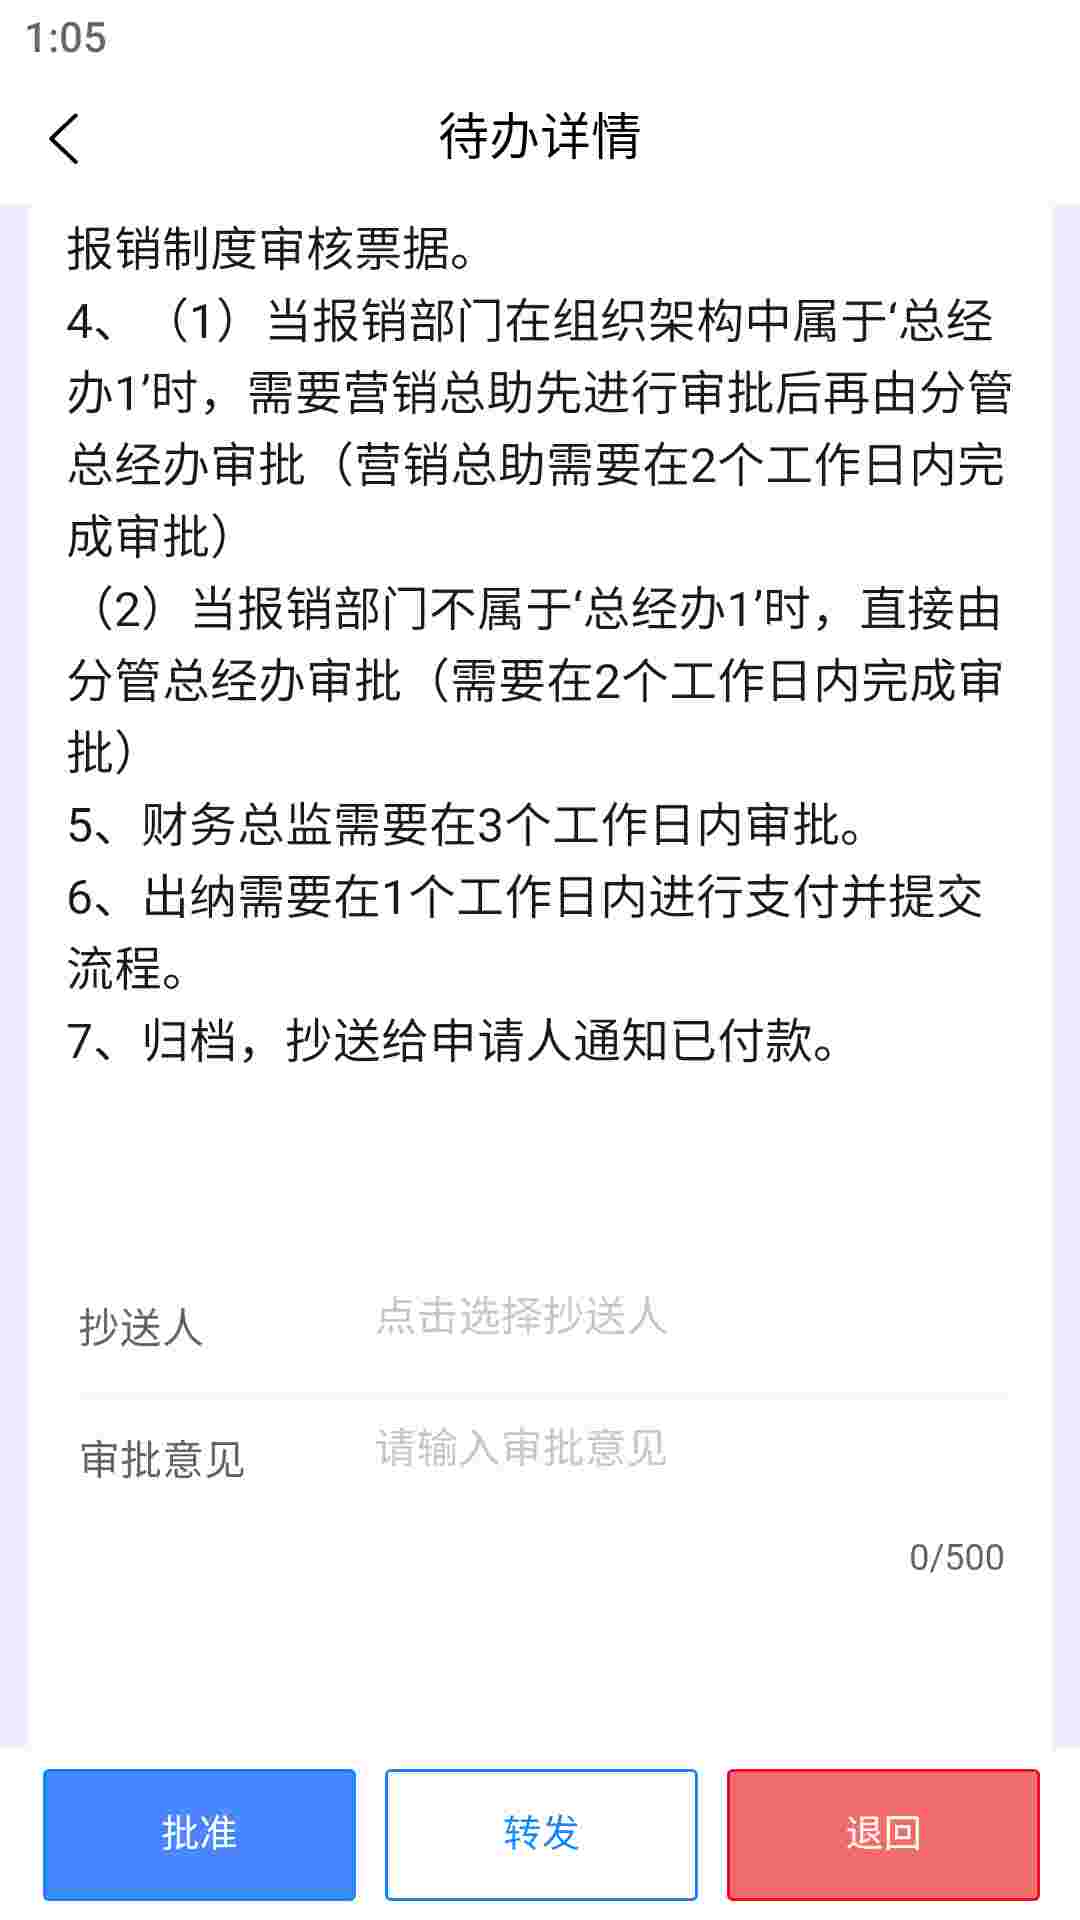 1:05
待办详情
报销制度审核票据。
4、（1）当报销部门在组织架构中属于‘总经
办1’时，需要营销总助先进行审批后再由分管
总经办审批（营销总助需要在2个工作日内完
成审批）
（2）当报销部门不属于‘总经办1’时，直接由
分管总经办审批（需要在2个工作日内完成审
批）
5、财务总监需要在3个工作日内审批。
6、出纳需要在1个工作日内进行支付并提交
流程。
7、归档，抄送给申请人通知已付款。
抄送人 点击选择抄送人
审批意见 请输入审批意见
0/500
批准 转发 退回